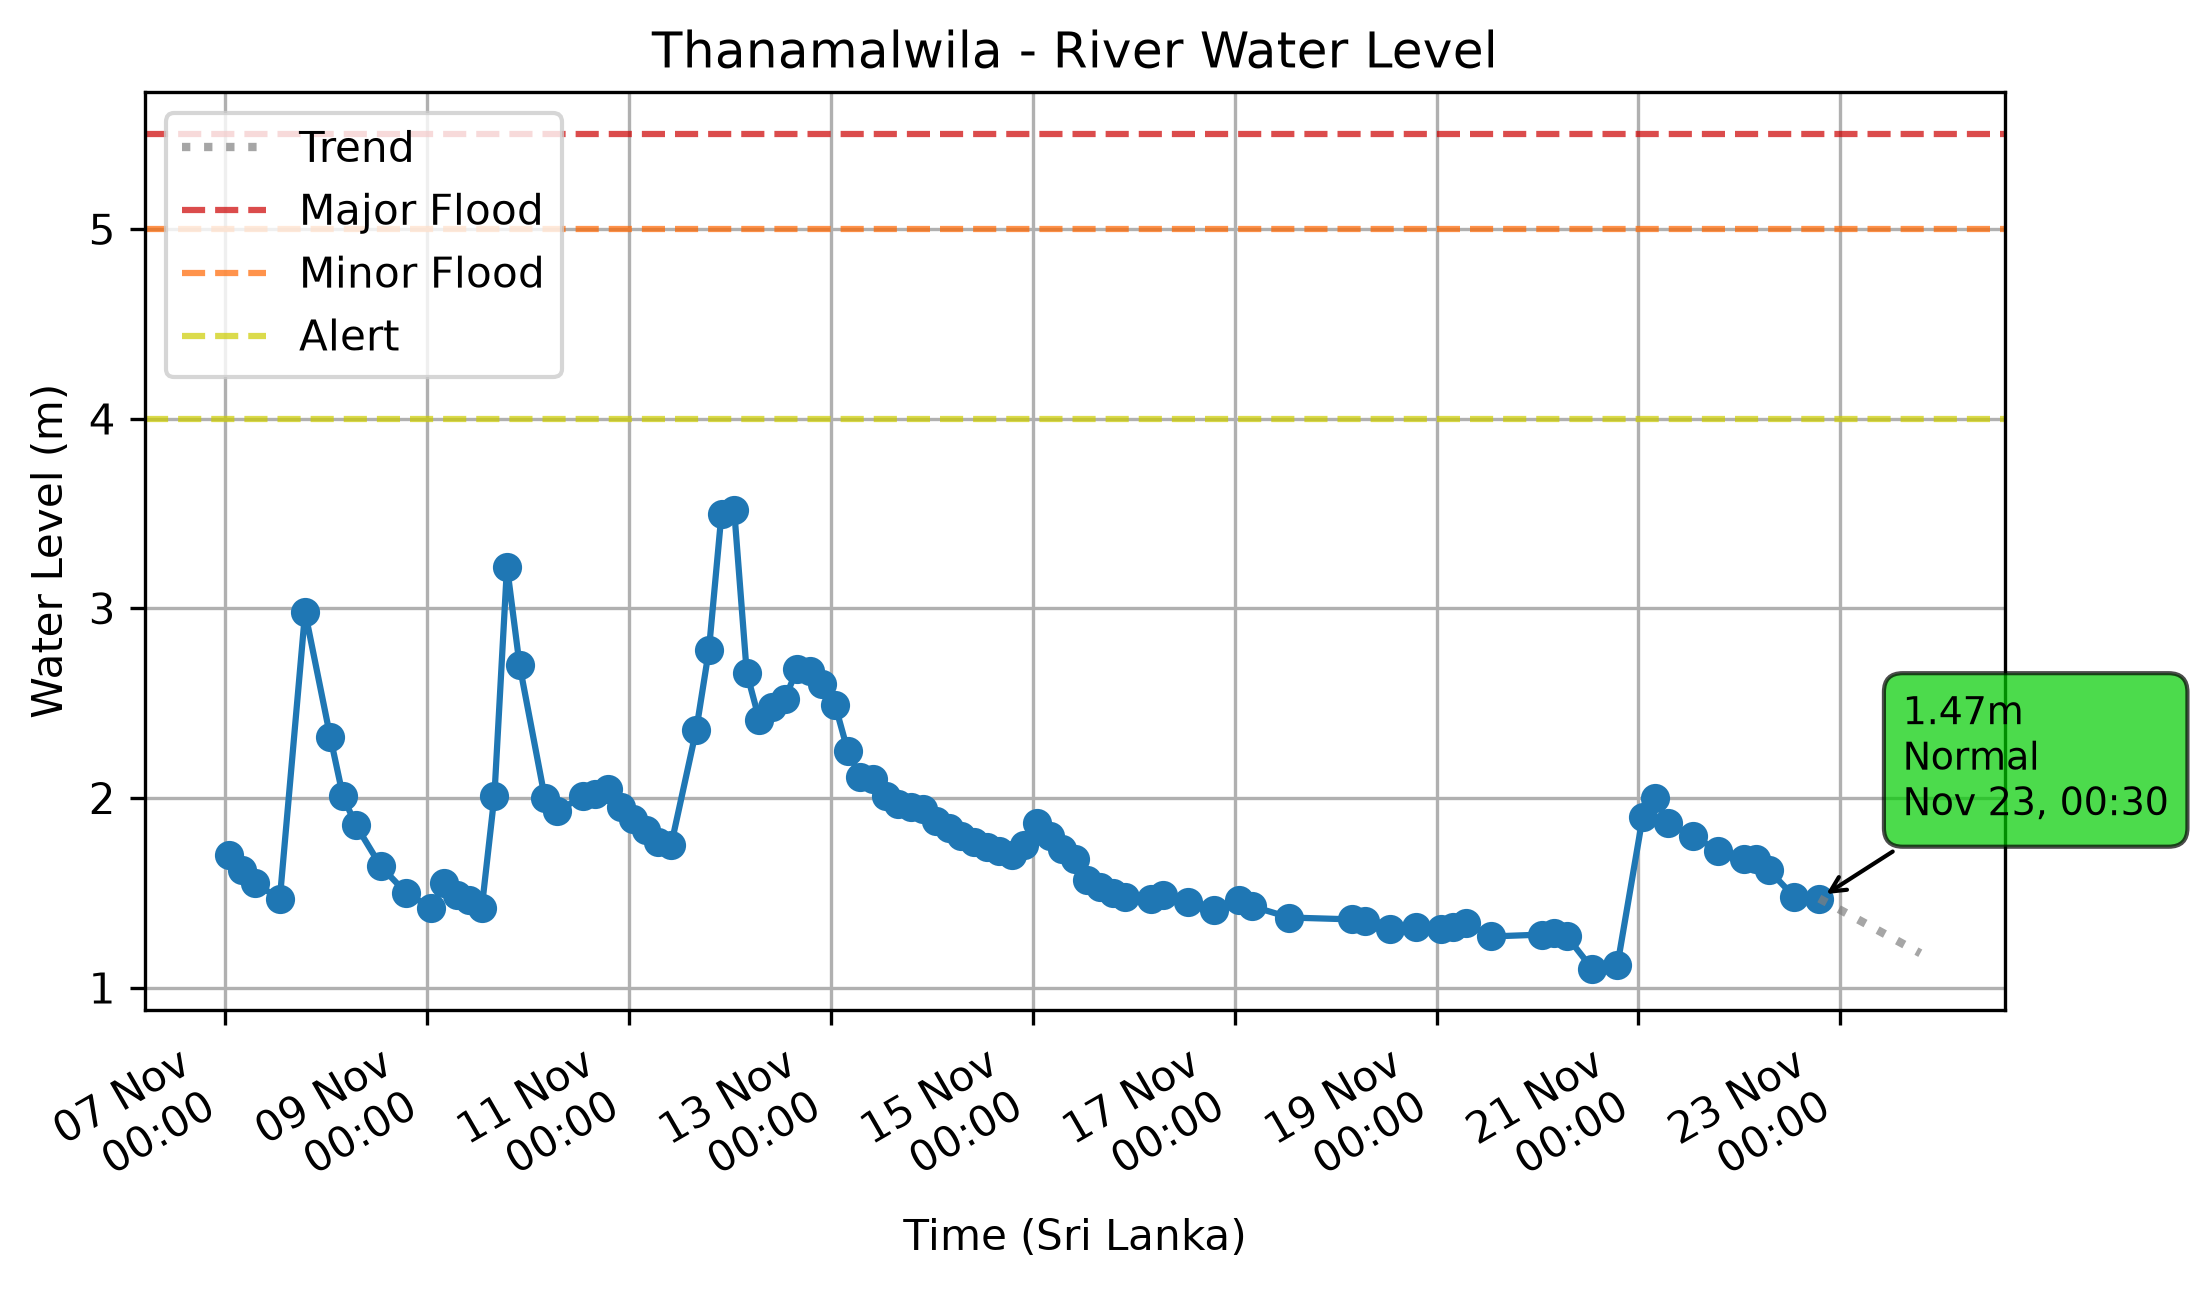 Thanamalwila - River Water Level
Trend
Major Flood
Minor Flood
Alert
Water Level (m)
5
4
3
2
1
1.47m
Normal
Nov 23, 00:30
07 Nov
00:00
09 Nov
00:00
11 Nov
00:00
13 Nov
00:00
15 Nov
00:00
17 Nov
00:00
19 Nov
00:00
21 Nov
00:00
23 Nov
00:00
Time (Sri Lanka)